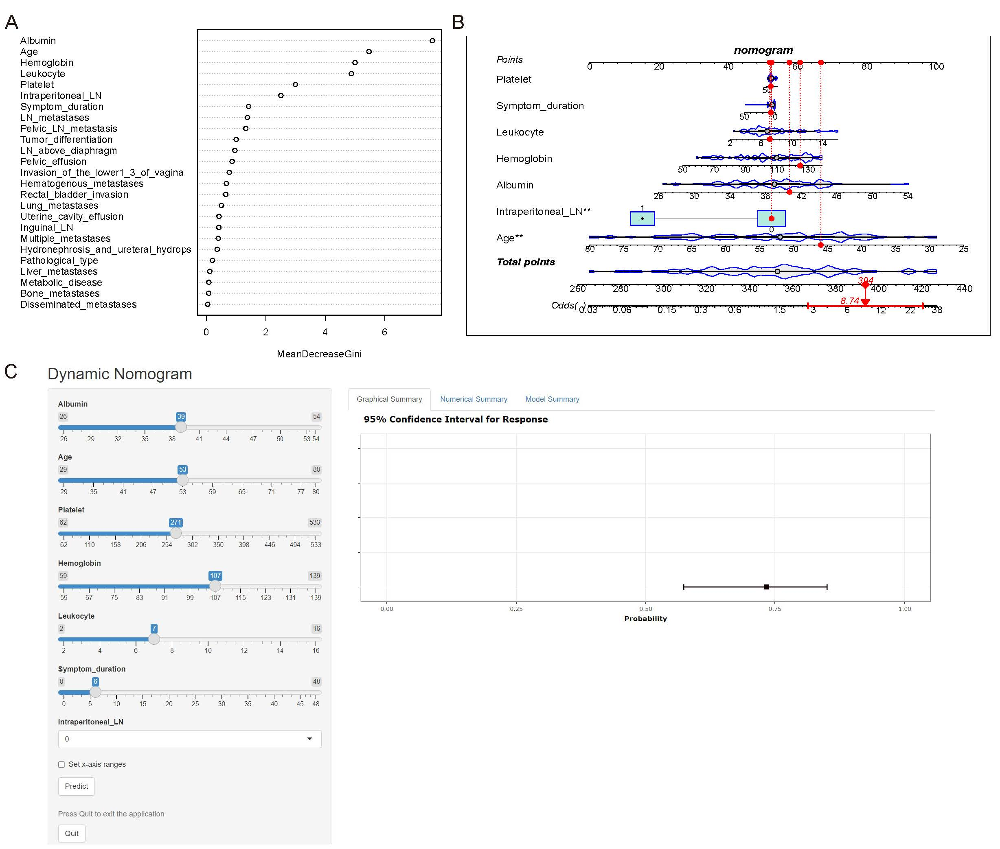 A
Albumin
Age
Hemoglobin
Leukocyte
Platelet
Intraperitoneal_LN
Symptom_duration
LN_metastases
Pelvic_LN_metastasis
Tumor_differentiation
LN_above_diaphragm
Pelvic_effusion
Invasion_of_the_lower1_3_of_vagina
Hematogenous_metastases
Rectal_bladder_invasion
Lung_metastases
Uterine_cavity_effusion
Inguinal_LN
Multiple_metastases
Hydronephrosis_and_ureteral_hydrops
Pathological_type
Liver_metastases
Metabolic_disease
Bone_metastases
Disseminated_metastases
0 2 4 6
MeanDecreaseGini
B
nomogram
Points
0 20 40 60 80 100
Platelet
50
Symptom_duration
50 0
Leukocyte
2 6 10 14
Hemoglobin
50 70 90 110 130
Albumin
26 30 34 38 42 46 50 54
Intraperitoneal_LN**
1
0
Age**
80 75 70 65 60 55 50 45 40 35 30 25
Total points
394
260 280 300 320 340 360 380 400 420 440
8.74
Odds( )
0.03 0.06 0.15 0.3 0.6 1.5 3 6 12 22 38
C
Dynamic Nomogram
Albumin
26 39 54
26 29 32 35 38 41 44 47 50 53 54
Age
29 53 80
29 35 41 47 53 59 65 71 77 80
Platelet
62 271 533
62 110 158 206 254 302 350 398 446 494 533
Hemoglobin
59 107 139
59 67 75 83 91 99 107 115 123 131 139
Leukocyte
2 7 16
2 4 6 8 10 12 14 16
Symptom_duration
0 6 48
0 5 10 15 20 25 30 35 40 45 48
Intraperitoneal_LN
0
Set x-axis ranges
Predict
Press Quit to exit the application
Quit
Graphical Summary Numerical Summary Model Summary
95% Confidence Interval for Response
0.00 0.25 0.50 0.75 1.00
Probability